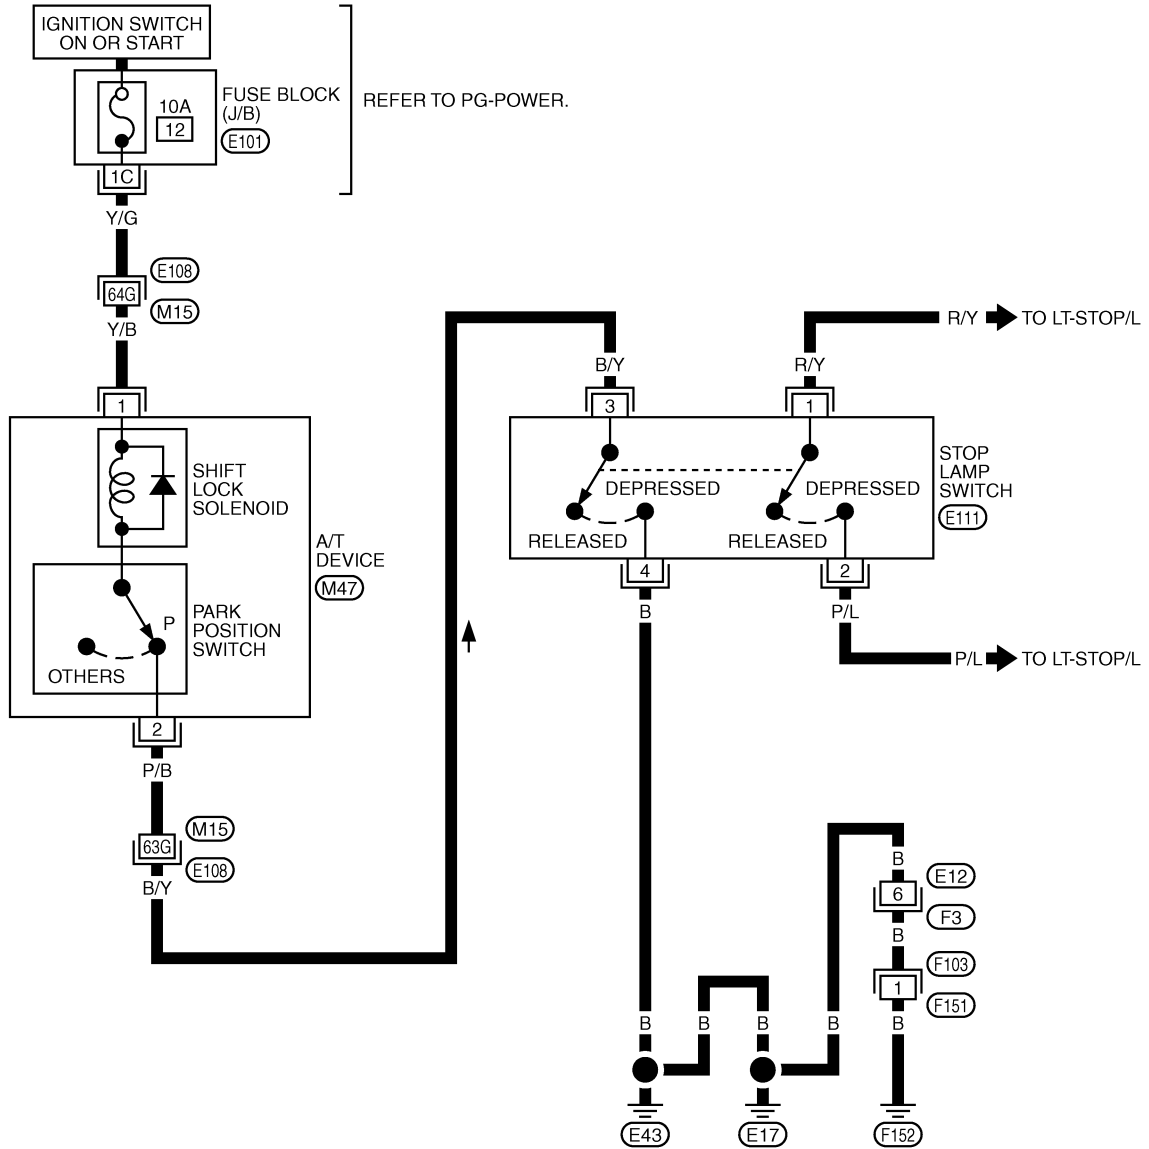 IGNITION SWITCH
ON OR START
FUSE BLOCK
(J/B)
E101
10A
12
REFER TO PG-POWER.
1C
Y/G
E108
64G
M15
Y/B
1
SHIFT
LOCK
SOLENOID
A/T
DEVICE
M47
P
PARK
POSITION
SWITCH
OTHERS
2
P/B
M15
63G
E108
B/Y
B/Y
R/Y
R/Y
TO LT-STOP/L
3
1
DEPRESSED
DEPRESSED
RELEASED
RELEASED
STOP
LAMP
SWITCH
E111
4
2
B
P/L
P/L
TO LT-STOP/L
B
E12
6
F3
B
F103
1
F151
B
B
B
B
B
E43
E17
F152